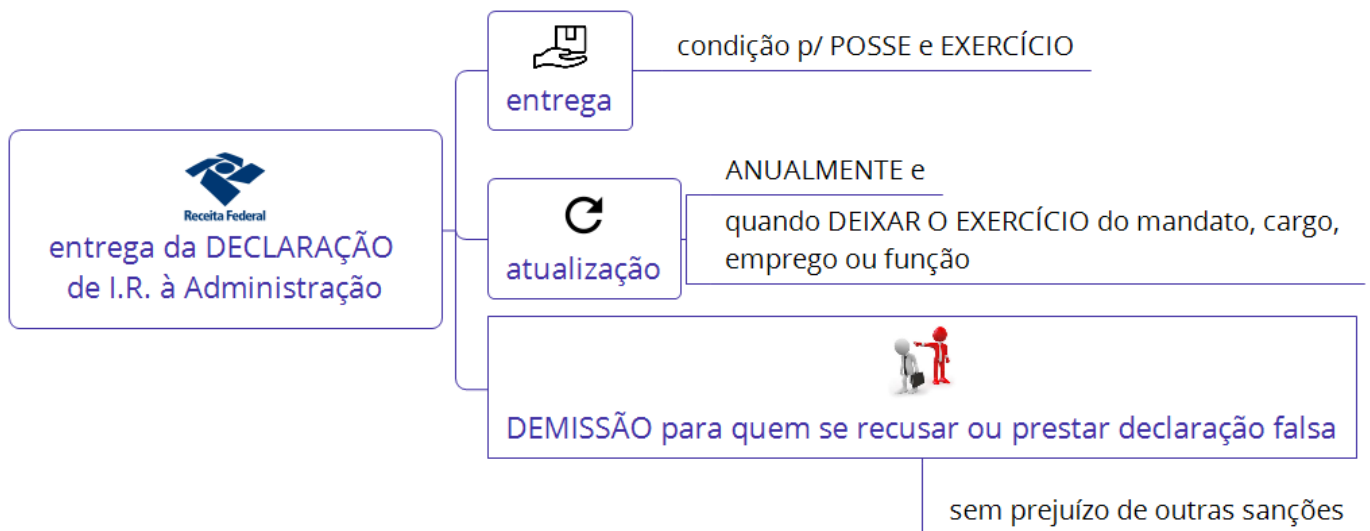 condição p/ POSSE e EXERCÍCIO
entrega
Receita Federal
entrega da DECLARAÇÃO
de I.R. à Administração
ANUALMENTE e
quando DEIXAR O EXERCÍCIO do mandato, cargo,
emprego ou função
atualização
DEMISSÃO para quem se recusar ou prestar declaração falsa
sem prejuízo de outras sanções